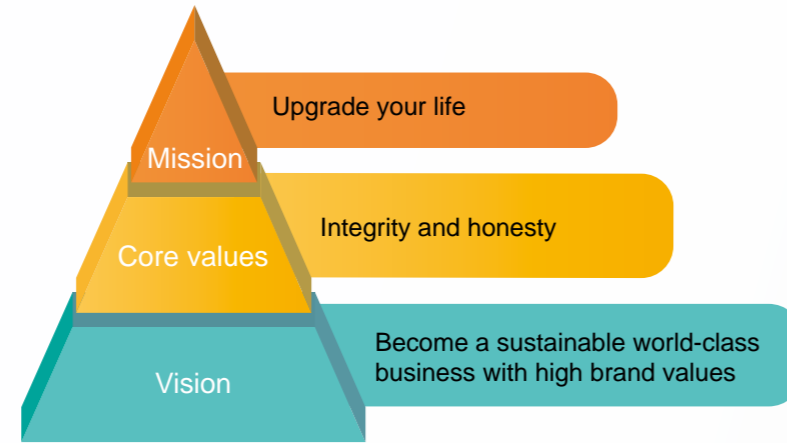 Upgrade your life
Mission
Integrity and honesty
Core values
Become a sustainable world-class
business with high brand values
Vision